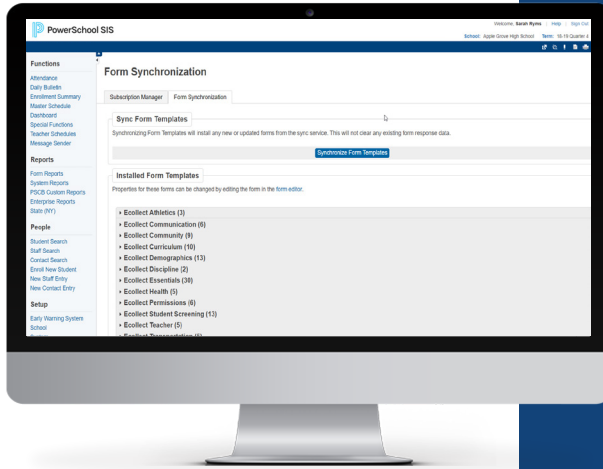 PowerSchool SIS
Welcome, Sarah Ryms | Help | Sign Out
School: Apple Grove High School Term: 18-19 Quarter 4
Functions
Attendance
Daily Bulletin
Enrollment Summary
Master Schedule
Dashboard
Special Functions
Teacher Schedules
Message Sender
Reports
Form Reports
System Reports
PSCB Custom Reports
Enterprise Reports
State (NY)
People
Student Search
Staff Search
Contact Search
Enroll New Student
New Staff Entry
New Contact Entry
Setup
Early Warning System
School
Form Synchronization
Subscription Manager Form Synchronization
Sync Form Templates
Synchronizing Form Templates will install any new or updated forms from the sync service. This will not clear any existing form response data.
Synchronize Form Templates
Installed Form Templates
Properties for these forms can be changed by editing the form in the form editor.
Ecollect Athletics (3)
Ecollect Communication (6)
Ecollect Community (9)
Ecollect Curriculum (10)
Ecollect Demographics (13)
Ecollect Discipline (2)
Ecollect Essentials (30)
Ecollect Health (5)
Ecollect Permissions (6)
Ecollect Student Screening (13)
Ecollect Teacher (5)
Ecollect Transportation (5)